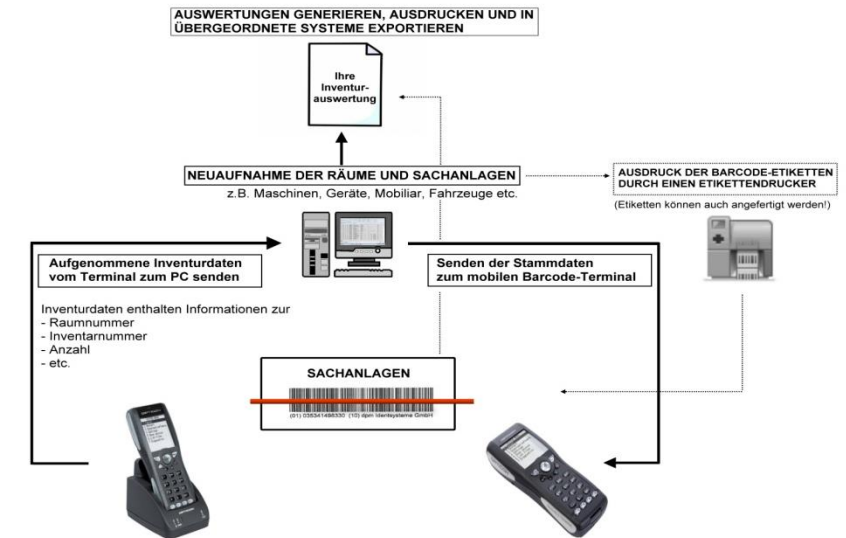 AUSWERTUNGEN GENERIEREN, AUSDRUCKEN UND IN
ÜBERGEORDNETE SYSTEME EXPORTIEREN
Ihre
Inventur-
auswertung
NEUAUFNAHME DER RÄUME UND SACHANLAGEN
z.B. Maschinen, Geräte, Mobiliar, Fahrzeuge etc.
AUSDRUCK DER BARCODE-ETIKETTEN
DURCH EINEN ETIKETTENDRUCKER
(Etiketten können auch angefertigt werden!)
Aufgenommene Inventurdaten
vom Terminal zum PC senden
Senden der Stammdaten
zum mobilen Barcode-Terminal
Inventurdaten enthalten Informationen zur
- Raumnummer
- Inventarnummer
- Anzahl
- etc.
SACHANLAGEN
(01) 035341486330 (10) dpm Identsysteme GmbH